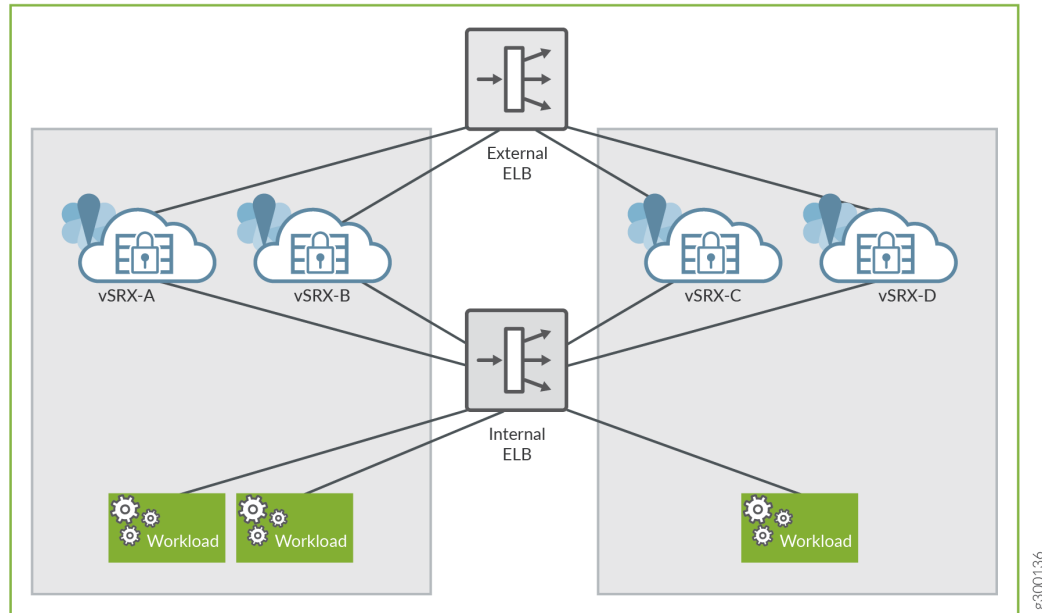 External
ELB
vSRX-A
vSRX-B
vSRX-C
vSRX-D
Internal
ELB
Workload
Workload
Workload
g300136